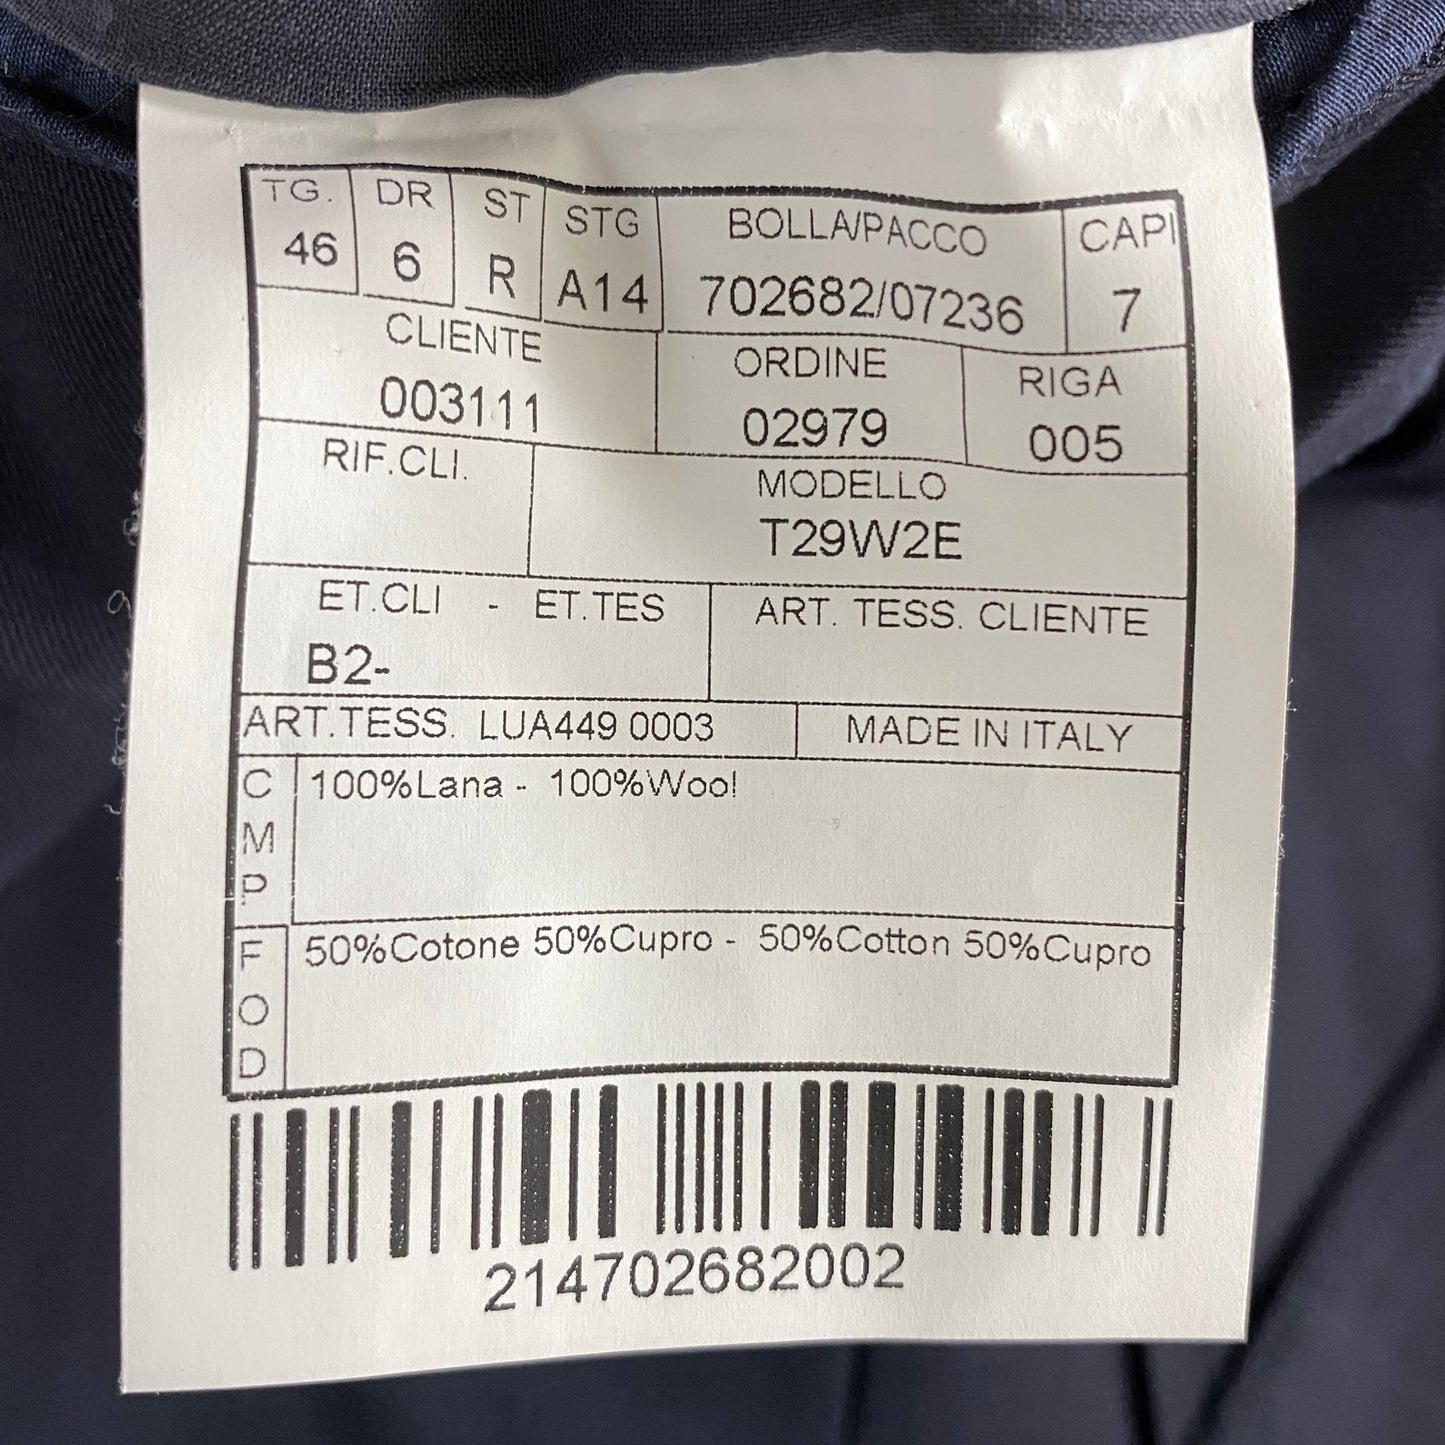 TG. DR ST STG BOLLA/PACCO CAPI
46 6 R A14 702682/07236 7
CLIENTE ORDINE RIGA
003111 02979 005
RIF.CLI. MODELLO
T29W2E
ET.CLI - ET.TES ART. TESS. CLIENTE
B2-
ART.TESS. LUA449 0003 MADE IN ITALY
CMP 100%Lana - 100%Wool
FOD 50%Cotone 50%Cupro - 50%Cotton 50%Cupro
214702682002